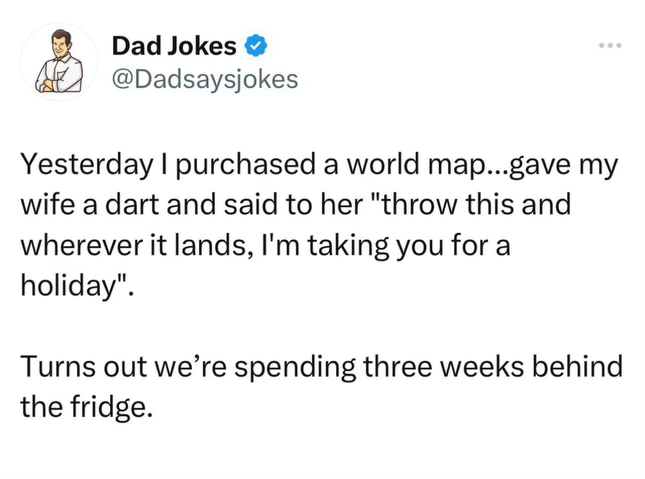 Dad Jokes
@Dadsaysjokes
Yesterday I purchased a world map...gave my
wife a dart and said to her "throw this and
wherever it lands, I'm taking you for a
holiday".
Turns out we’re spending three weeks behind
the fridge.